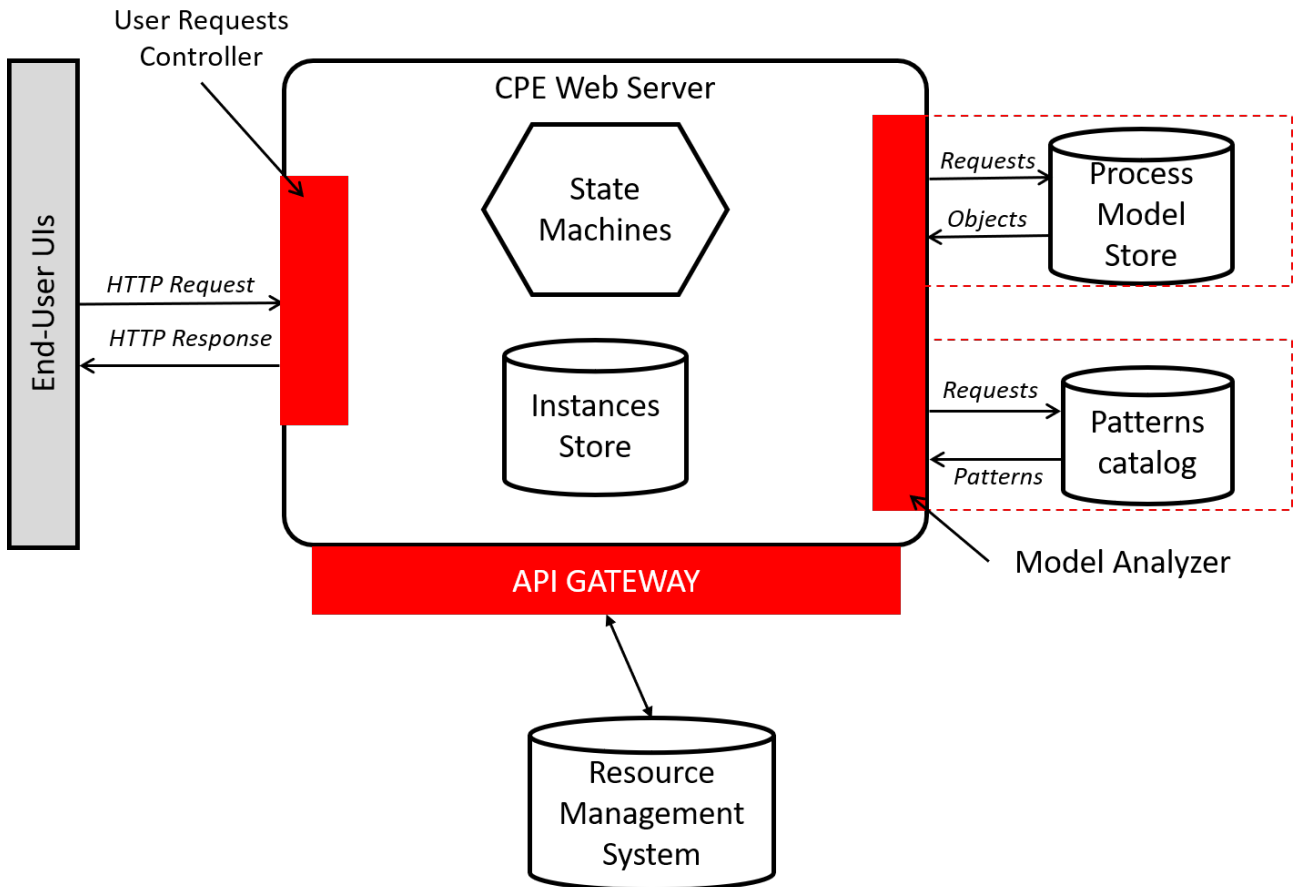 User Requests
Controller
CPE Web Server
State
Machines
Requests
Process
Model
Store
Objects
End-User UIs
HTTP Request
HTTP Response
Instances
Store
Requests
Patterns
catalog
Patterns
Model Analyzer
API GATEWAY
Resource
Management
System